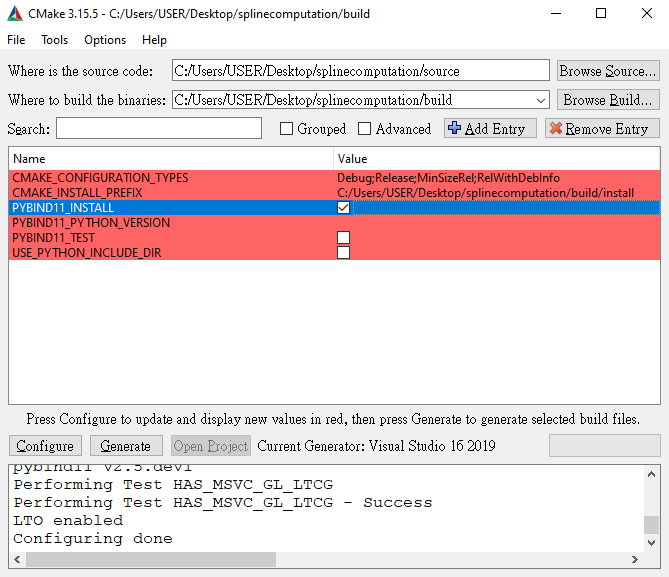 CMake 3.15.5 - C:/Users/USER/Desktop/splinecomputation/build
File Tools Options Help
Where is the source code: C:/Users/USER/Desktop/splinecomputation/source Browse Source...
Where to build the binaries: C:/Users/USER/Desktop/splinecomputation/build Browse Build...
Search: Grouped Advanced Add Entry Remove Entry
Name Value
CMAKE_CONFIGURATION_TYPES Debug;Release;MinSizeRel;RelWithDebInfo
CMAKE_INSTALL_PREFIX C:/Users/USER/Desktop/splinecomputation/build/install
PYBIND11_INSTALL
PYBIND11_PYTHON_VERSION
PYBIND11_TEST
USE_PYTHON_INCLUDE_DIR
Press Configure to update and display new values in red, then press Generate to generate selected build files.
Configure Generate Open Project Current Generator: Visual Studio 16 2019
pybind11 v2.5.dev1
Performing Test HAS_MSVC_GL_LTCG
Performing Test HAS_MSVC_GL_LTCG - Success
LTO enabled
Configuring done